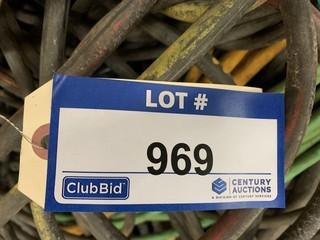 LOT #
969
ClubBid
CENTURY
AUCTIONS
A DIVISION OF CENTURY SERVICES